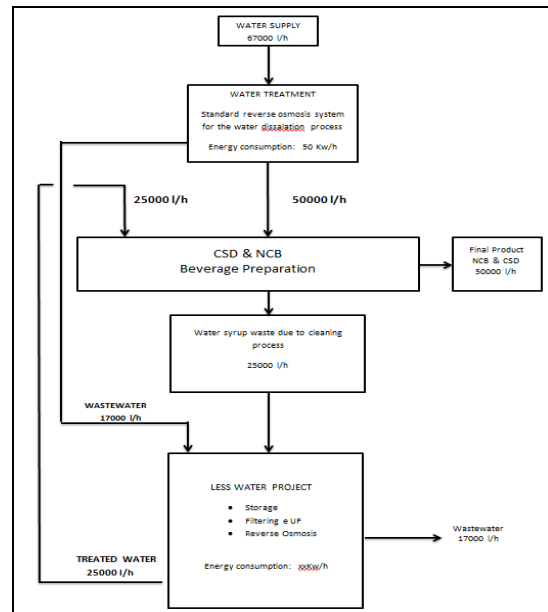 WATER SUPPLY
67000 l/h
WATER TREATMENT
Standard reverse osmosis system
for the water dissalation process
Energy consumption: 50 Kw/h
25000 l/h
50000 l/h
CSD & NCB
Beverage Preparation
Final Product
NCB & CSD
50000 l/h
Water syrup waste due to cleaning
process
25000 l/h
WASTEWATER
17000 l/h
LESS WATER PROJECT
• Storage
• Filtering e UF
• Reverse Osmosis
Energy consumption: xxKw/h
Wastewater
17000 l/h
TREATED WATER
25000 l/h